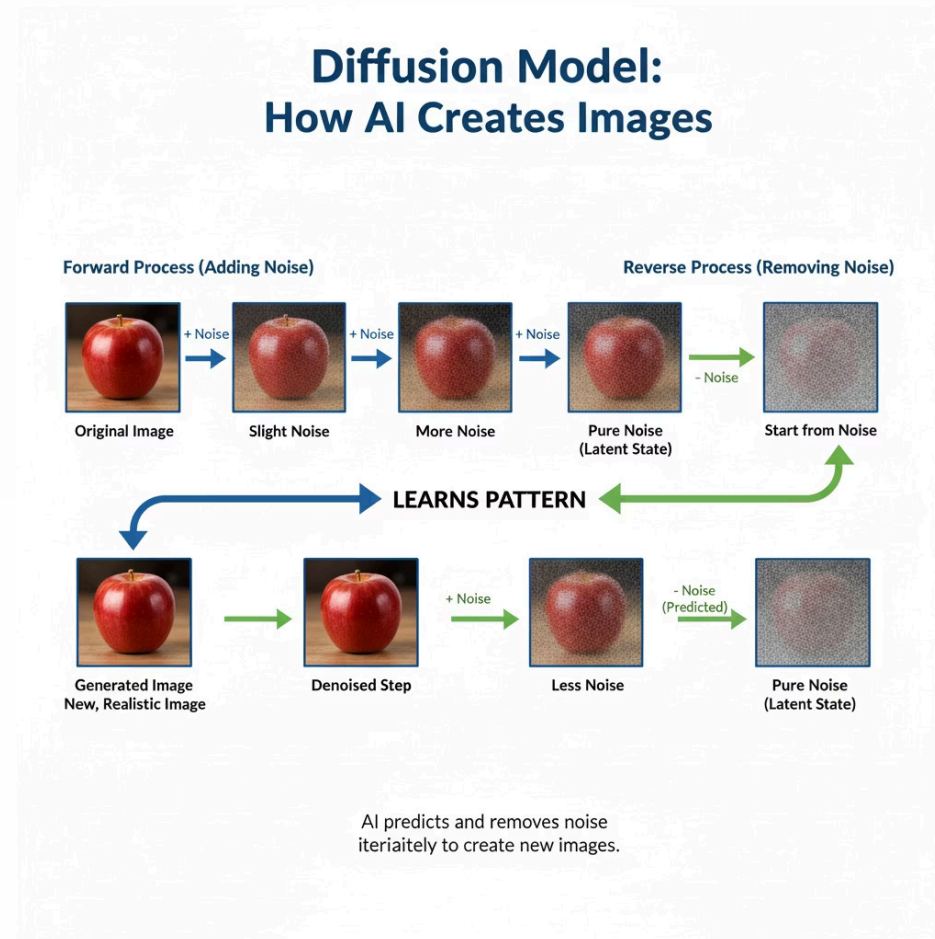 Diffusion Model:
How AI Creates Images
Forward Process (Adding Noise)
Reverse Process (Removing Noise)
+ Noise
+ Noise
+ Noise
- Noise
Original Image
Slight Noise
More Noise
Pure Noise
(Latent State)
Start from Noise
LEARNS PATTERN
+ Noise
- Noise
(Predicted)
Generated Image
New, Realistic Image
Denoised Step
Less Noise
Pure Noise
(Latent State)
AI predicts and removes noise
iteriaitely to create new images.